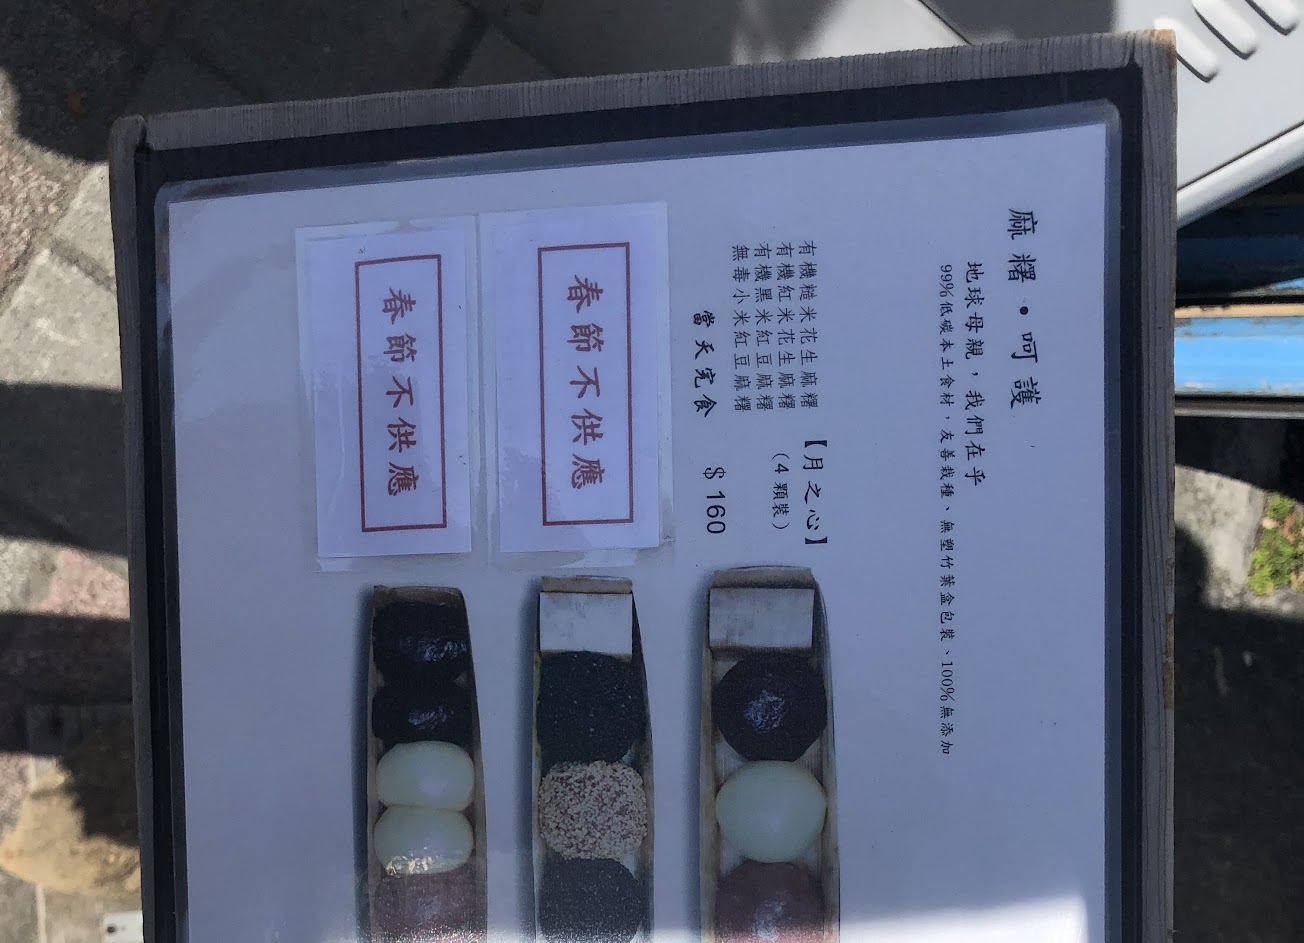 麻糬•呵護
地球母親，我們在乎
99%低碳本土食材，友善栽種、無塑竹葉盒包裝、100%無添加
有機糙米花生麻糬
有機紅米花生麻糬
有機黑米紅豆麻糬
無毒小米紅豆麻糬
當天完食
【月之心】
（4顆裝）
$160
春節不供應
春節不供應